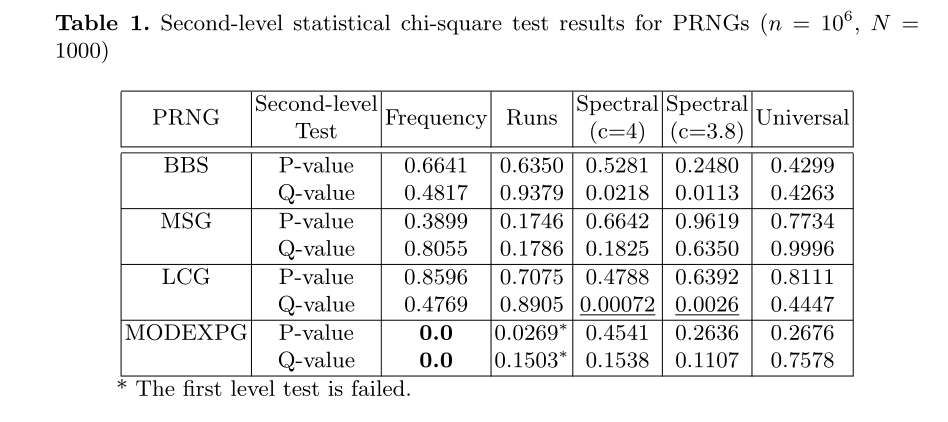 Table 1. Second-level statistical chi-square test results for PRNGs (n = 10⁶, N =
1000)
PRNG Second-level Test Frequency Runs Spectral (c=4) Spectral (c=3.8) Universal
BBS P-value 0.6641 0.6350 0.5281 0.2480 0.4299
Q-value 0.4817 0.9379 0.0218 0.0113 0.4263
MSG P-value 0.3899 0.1746 0.6642 0.9619 0.7734
Q-value 0.8055 0.1786 0.1825 0.6350 0.9996
LCG P-value 0.8596 0.7075 0.4788 0.6392 0.8111
Q-value 0.4769 0.8905 0.00072 0.0026 0.4447
MODEXPG P-value 0.0 0.0269* 0.4541 0.2636 0.2676
Q-value 0.0 0.1503* 0.1538 0.1107 0.7578
* The first level test is failed.